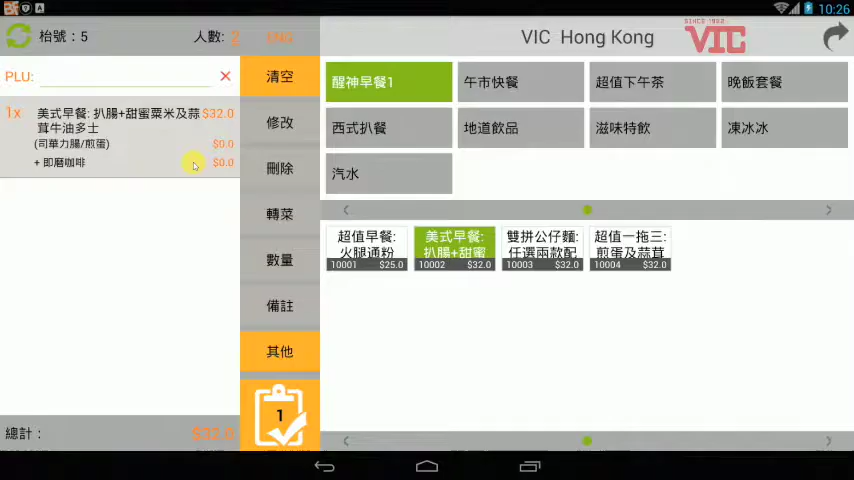 10:26
枱號：5
人數: 2
ENG
VIC Hong Kong
SINCE 1982
VIC
PLU:
清空
1x 美式早餐: 扒腸+甜蜜粟米及蒜 $32.0
茸牛油多士
(司華力腸/煎蛋) $0.0
+ 即磨咖啡 $0.0
修改
刪除
轉菜
數量
備註
其他
1
總計：
$32.0
醒神早餐1
午市快餐
超值下午茶
晚飯套餐
西式扒餐
地道飲品
滋味特飲
凍冰冰
汽水
超值早餐:
火腿通粉
10001 $25.0
美式早餐:
扒腸+甜蜜
10002 $32.0
雙拼公仔麵:
任選兩款配
10003 $32.0
超值一拖三:
煎蛋及蒜茸
10004 $32.0